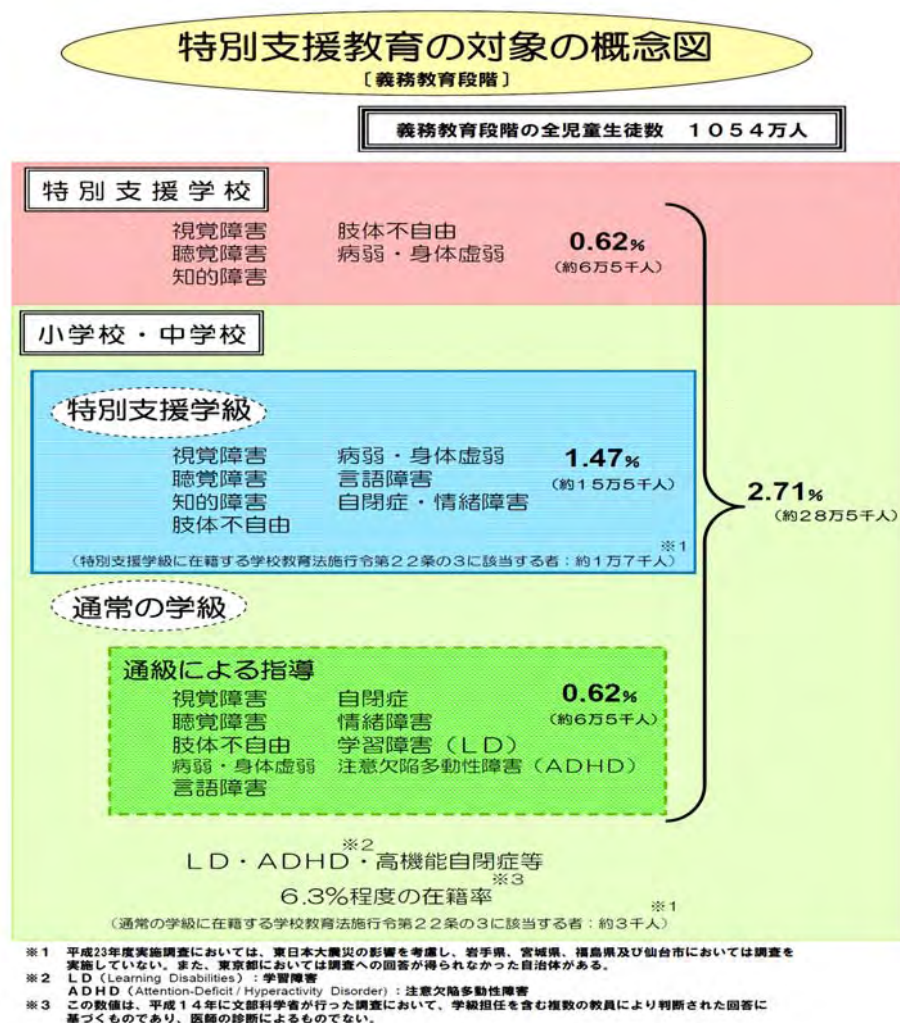 特別支援教育の対象の概念図
〔義務教育段階〕
義務教育段階の全児童生徒数 1054万人
特別支援学校
視覚障害 肢体不自由
聴覚障害 病弱・身体虚弱
知的障害
0.62%
(約6万5千人)
小学校・中学校
特別支援学級
視覚障害 病弱・身体虚弱
聴覚障害 言語障害
知的障害 自閉症・情緒障害
肢体不自由
1.47%
(約15万5千人)
※1
(特別支援学級に在籍する学校教育法施行令第22条の3に該当する者:約1万7千人)
2.71%
(約28万5千人)
通常の学級
通級による指導
視覚障害 自閉症
聴覚障害 情緒障害
肢体不自由 学習障害(LD)
病弱・身体虚弱 注意欠陥多動性障害(ADHD)
言語障害
0.62%
(約6万5千人)
※2
LD・ADHD・高機能自閉症等
※3
6.3%程度の在籍率
※1
(通常の学級に在籍する学校教育法施行令第22条の3に該当する者:約3千人)
※1 平成23年度実施調査においては、東日本大震災の影響を考慮し、岩手県、宮城県、福島県及び仙台市においては調査を
実施していない。また、東京都においては調査への回答が得られなかった自治体がある。
※2 LD(Learning Disabilities):学習障害
ADHD(Attention-Deficit / Hyperactivity Disorder):注意欠陥多動性障害
※3 この数値は、平成14年に文部科学省が行った調査において、学級担任を含む複数の教員により判断された回答に
基づくものであり、医師の診断によるものでない。